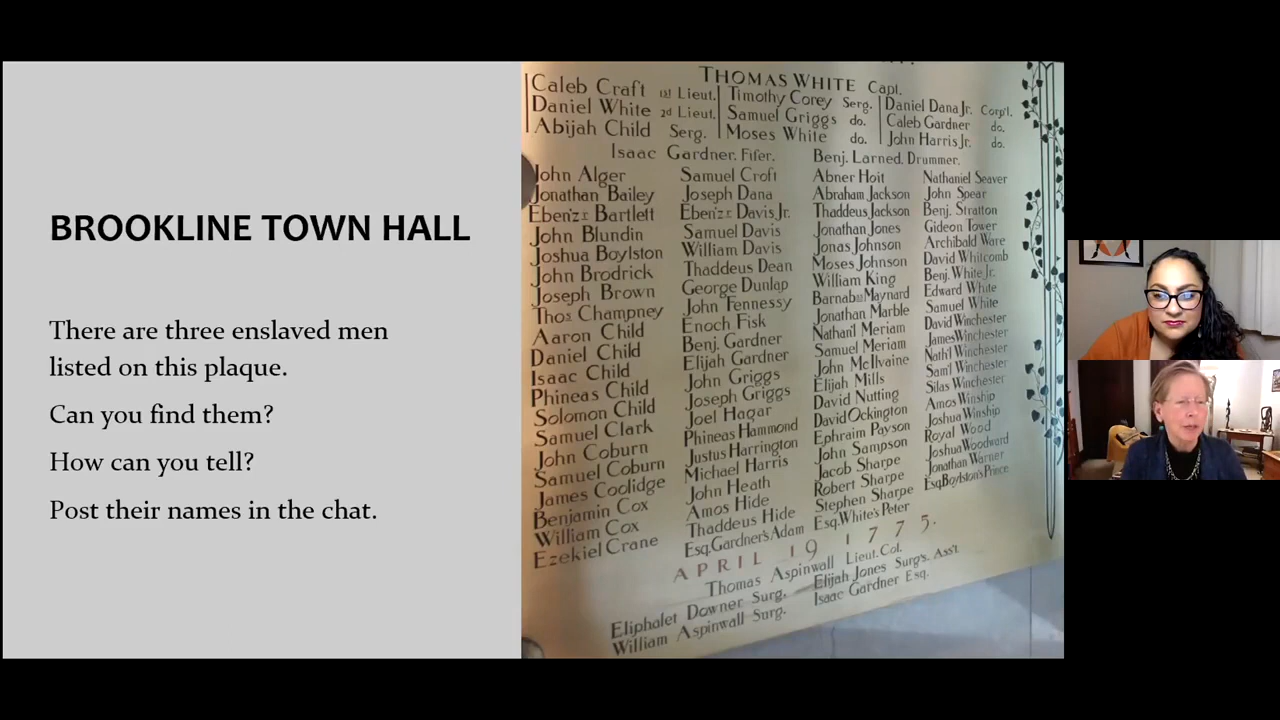 BROOKLINE TOWN HALL
There are three enslaved men
listed on this plaque.
Can you find them?
How can you tell?
Post their names in the chat.
THOMAS WHITE Capt.
Caleb Craft 1st Lieut.
Daniel White 2d Lieut.
Abijah Child Serg.
Timothy Corey Serg.
Samuel Griggs do.
Moses White do.
Daniel Dana Jr. Corp'l.
Caleb Gardner do.
John Harris Jr. do.
Isaac Gardner. Fifer. Benj. Larned. Drummer.
John Alger
Jonathan Bailey
Eben'zr Bartlett
John Blundin
Joshua Boylston
John Brodrick
Joseph Brown
Thos Champney
Aaron Child
Daniel Child
Isaac Child
Phineas Child
Solomon Child
Samuel Clark
John Coburn
Samuel Coburn
James Coolidge
Benjamin Cox
William Cox
Ezekiel Crane
Samuel Croft
Joseph Dana
Eben'zr Davis Jr.
Samuel Davis
William Davis
Thaddeus Dean
George Dunlap
John Fennessy
Enoch Fisk
Benj. Gardner
Elijah Gardner
John Griggs
Joseph Griggs
Joel Hagar
Phineas Hammond
Justus Harrington
Michael Harris
John Heath
Amos Hide
Thaddeus Hide
Esq. Gardner's Adam
Abner Hoit
Abraham Jackson
Thaddeus Jackson
Jonathan Jones
Jonas Johnson
Moses Johnson
William King
Barnabas Maynard
Jonathan Marble
Nathan'l Meriam
Samuel Meriam
John McIlvaine
Elijah Mills
David Nutting
David Ockington
Ephraim Payson
John Sampson
Jacob Sharpe
Robert Sharpe
Stephen Sharpe
Esq. White's Peter
Nathaniel Seaver
John Spear
Benj. Stratton
Gideon Tower
Archibald Ware
David Whitcomb
Benj. White Jr.
Edward White
Samuel White
David Winchester
James Winchester
Nath'l Winchester
Sam'l Winchester
Silas Winchester
Amos Winship
Joshua Winship
Royal Wood
Joshua Woodward
Jonathan Warner
Esq. Boylston's Prince
APRIL 19 1775.
Thomas Aspinwall Lieut. Col.
Eliphalet Downer Surg. Elijah Jones Surg's. Ass't.
William Aspinwall Surg. Isaac Gardner Esq.